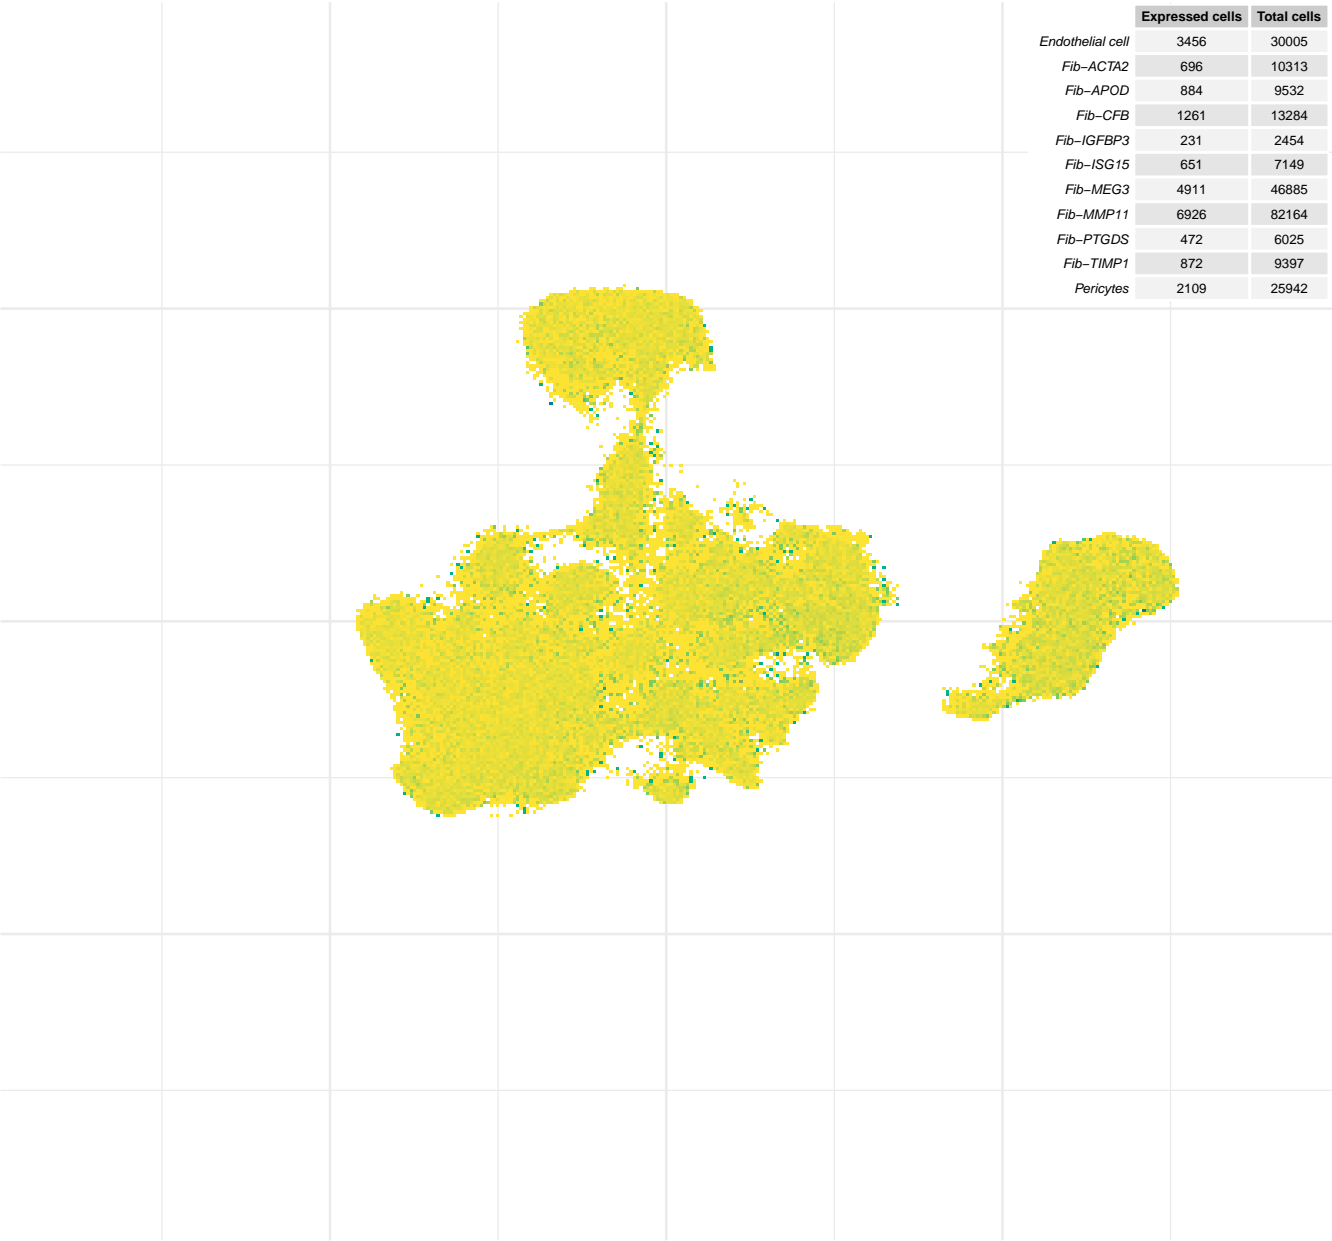 Expressed cells Total cells
Endothelial cell 3456 30005
Fib−ACTA2 696 10313
Fib−APOD 884 9532
Fib−CFB 1261 13284
Fib−IGFBP3 231 2454
Fib−ISG15 651 7149
Fib−MEG3 4911 46885
Fib−MMP11 6926 82164
Fib−PTGDS 472 6025
Fib−TIMP1 872 9397
Pericytes 2109 25942